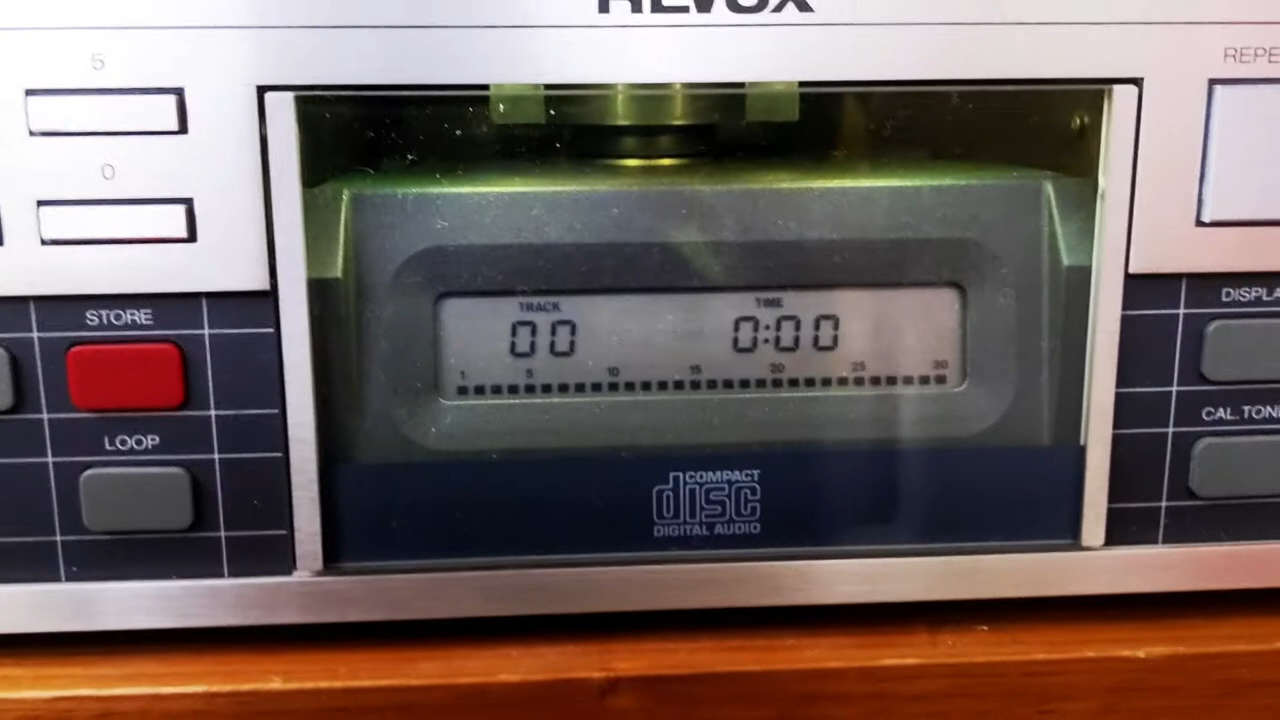 REVOX
5
REPE
0
TRACK TIME
00 0:00
1 5 10 15 20 25 30
STORE
DISPLA
LOOP
CAL.TON
COMPACT
disc
DIGITAL AUDIO